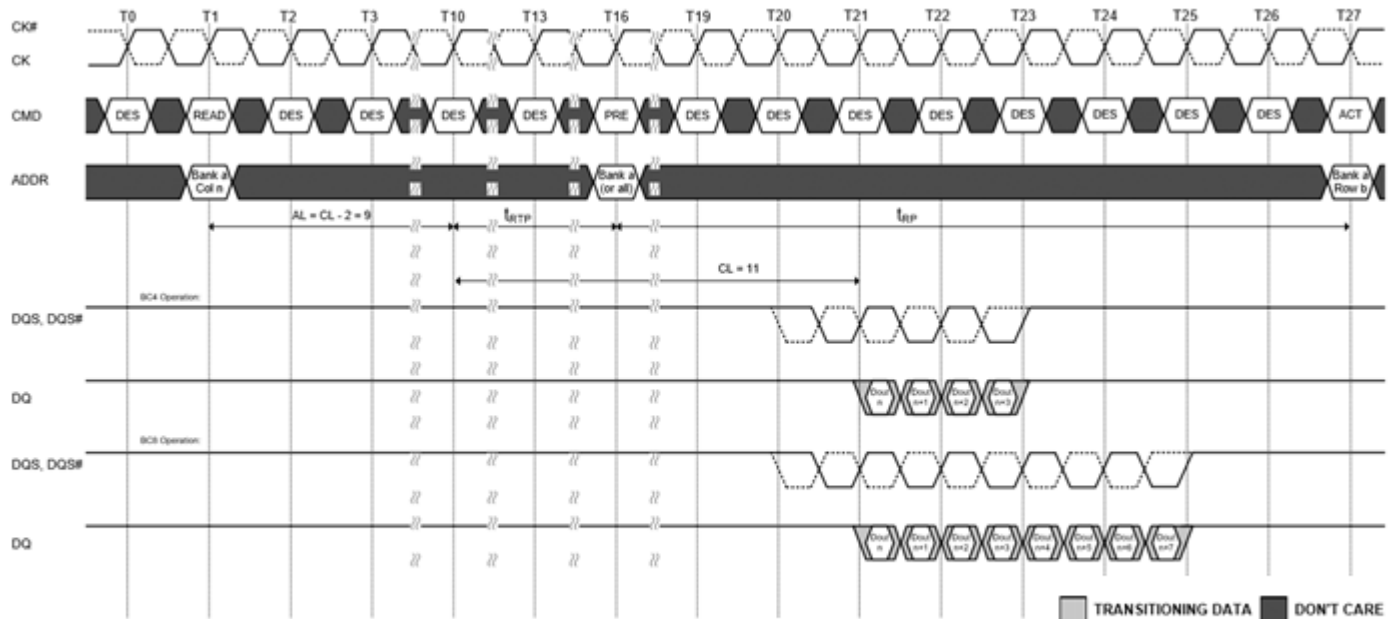 T0 T1 T2 T3 T10 T13 T16 T19 T20 T21 T22 T23 T24 T25 T26 T27
CK#
CK
CMD DES READ DES DES DES DES PRE DES DES DES DES DES DES DES DES ACT
ADDR Bank a Col n Bank a (or all) Bank a Row b
AL = CL - 2 = 9 tRTP tRP
CL = 11
BC4 Operation:
DQS, DQS#
DQ Dout n Dout n+1 Dout n+2 Dout n+3
BC8 Operation:
DQS, DQS#
DQ Dout n Dout n+1 Dout n+2 Dout n+3 Dout n+4 Dout n+5 Dout n+6 Dout n+7
TRANSITIONING DATA DON'T CARE